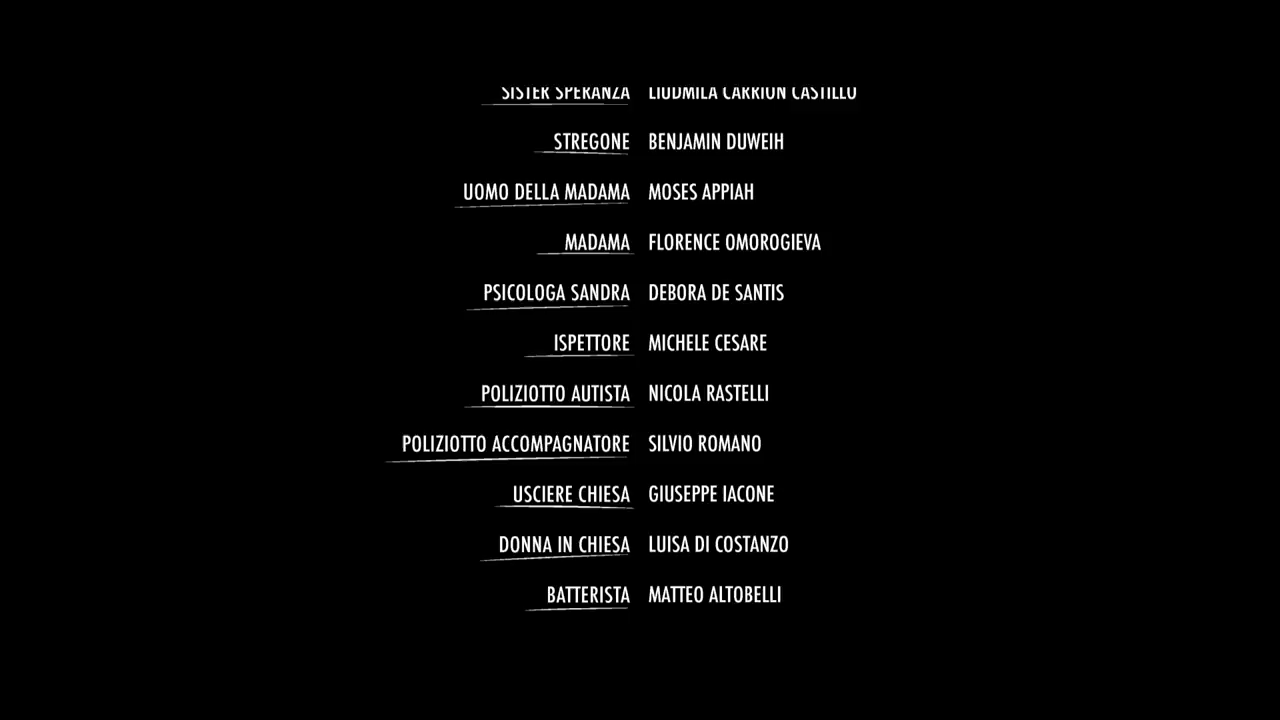 SISTER SPERANZA LIUDMILA CARRION CASTILLO
STREGONE BENJAMIN DUWEIH
UOMO DELLA MADAMA MOSES APPIAH
MADAMA FLORENCE OMOROGIEVA
PSICOLOGA SANDRA DEBORA DE SANTIS
ISPETTORE MICHELE CESARE
POLIZIOTTO AUTISTA NICOLA RASTELLI
POLIZIOTTO ACCOMPAGNATORE SILVIO ROMANO
USCIERE CHIESA GIUSEPPE IACONE
DONNA IN CHIESA LUISA DI COSTANZO
BATTERISTA MATTEO ALTOBELLI